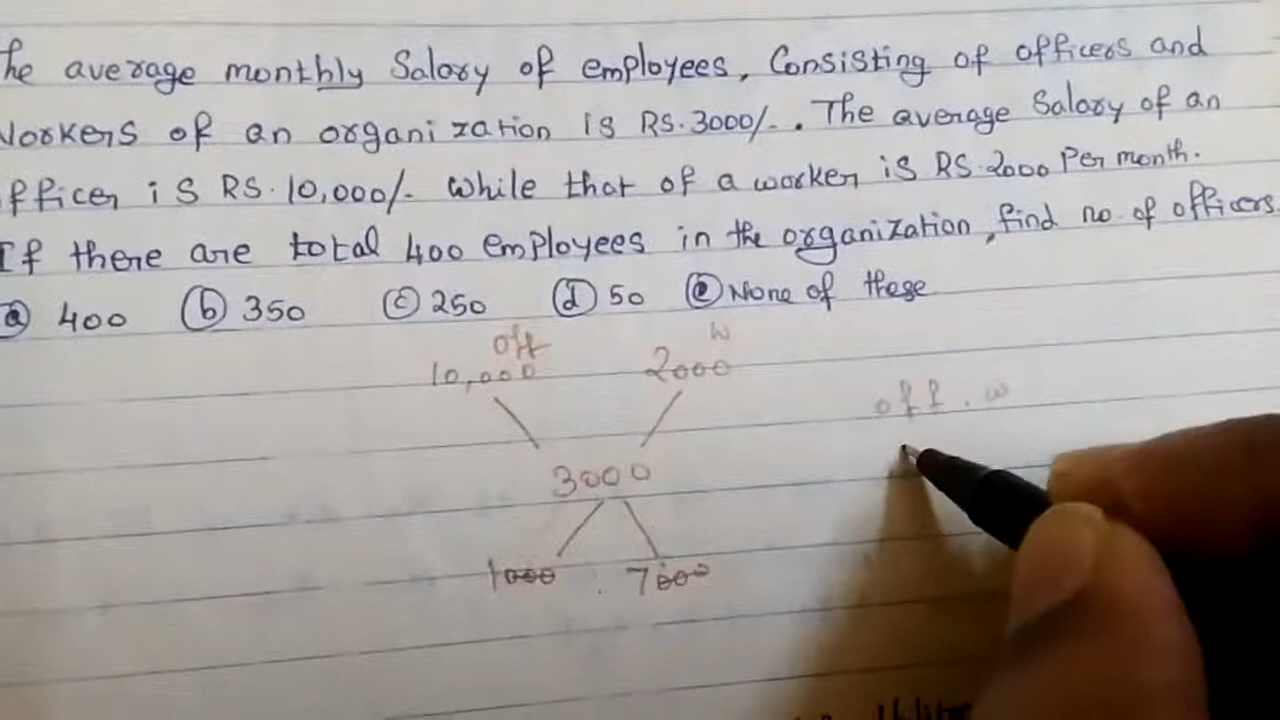 he average monthly Salary of employees, Consisting of officers and
Workers of an organization is RS.3000/-. The average Salary of an
fficer is RS.10,000/- while that of a worker is RS.2000 Per month.
If there are total 400 employees in the organization, find no. of officers
(a) 400 (b) 350 (c) 250 (d) 50 (e) None of these
Off w
10,000 2000
off : w
3000
1000 : 7000